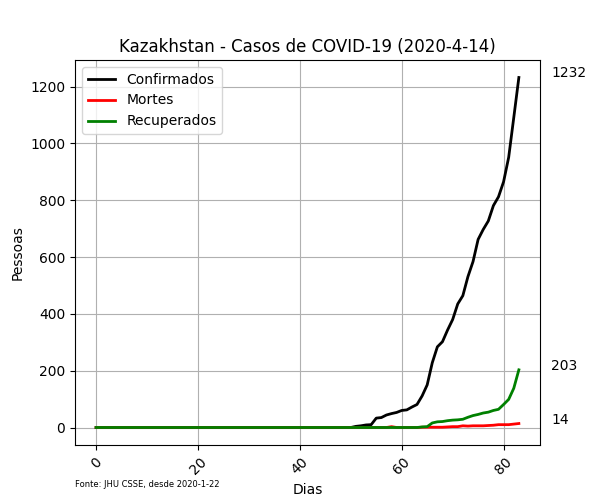 Kazakhstan - Casos de COVID-19 (2020-4-14)
Confirmados
Mortes
Recuperados
1232
203
14
Pessoas
1200
1000
800
600
400
200
0
0
20
40
60
80
Dias
Fonte: JHU CSSE, desde 2020-1-22